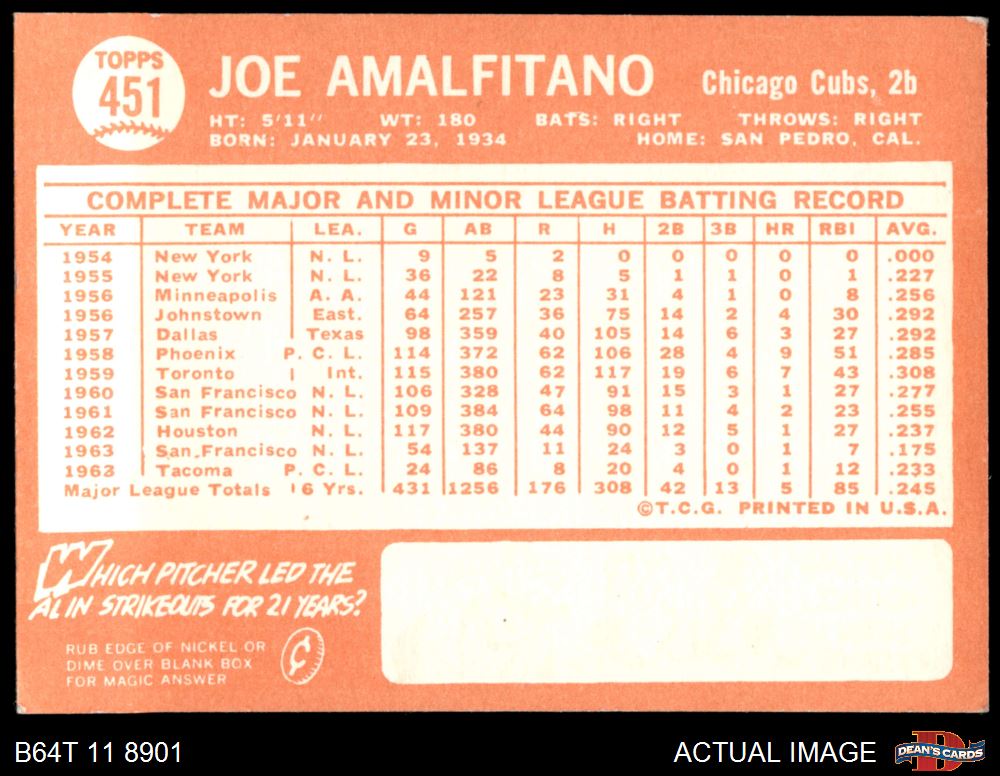 TOPPS
451
JOE AMALFITANO Chicago Cubs, 2b
HT: 5'11" WT: 180 BATS: RIGHT THROWS: RIGHT
BORN: JANUARY 23, 1934 HOME: SAN PEDRO, CAL.
COMPLETE MAJOR AND MINOR LEAGUE BATTING RECORD
YEAR TEAM LEA. G AB R H 2B 3B HR RBI AVG.
1954 New York N. L. 9 5 2 0 0 0 0 0 .000
1955 New York N. L. 36 22 8 5 1 1 0 1 .227
1956 Minneapolis A. A. 44 121 23 31 4 1 0 8 .256
1956 Johnstown East. 64 257 36 75 14 2 4 30 .292
1957 Dallas Texas 98 359 40 105 14 6 3 27 .292
1958 Phoenix P. C. L. 114 372 62 106 28 4 9 51 .285
1959 Toronto Int. 115 380 62 117 19 6 7 43 .308
1960 San Francisco N. L. 106 328 47 91 15 3 1 27 .277
1961 San Francisco N. L. 109 384 64 98 11 4 2 23 .255
1962 Houston N. L. 117 380 44 90 12 5 1 27 .237
1963 San Francisco N. L. 54 137 11 24 3 0 1 7 .175
1963 Tacoma P. C. L. 24 86 8 20 4 0 1 12 .233
Major League Totals 6 Yrs. 431 1256 176 308 42 13 5 85 .245
©T.C.G. PRINTED IN U.S.A.
WHICH PITCHER LED THE
AL IN STRIKEOUTS FOR 21 YEARS?
RUB EDGE OF NICKEL OR
DIME OVER BLANK BOX
FOR MAGIC ANSWER
¢
B64T 11 8901 ACTUAL IMAGE DEAN'S CARDS